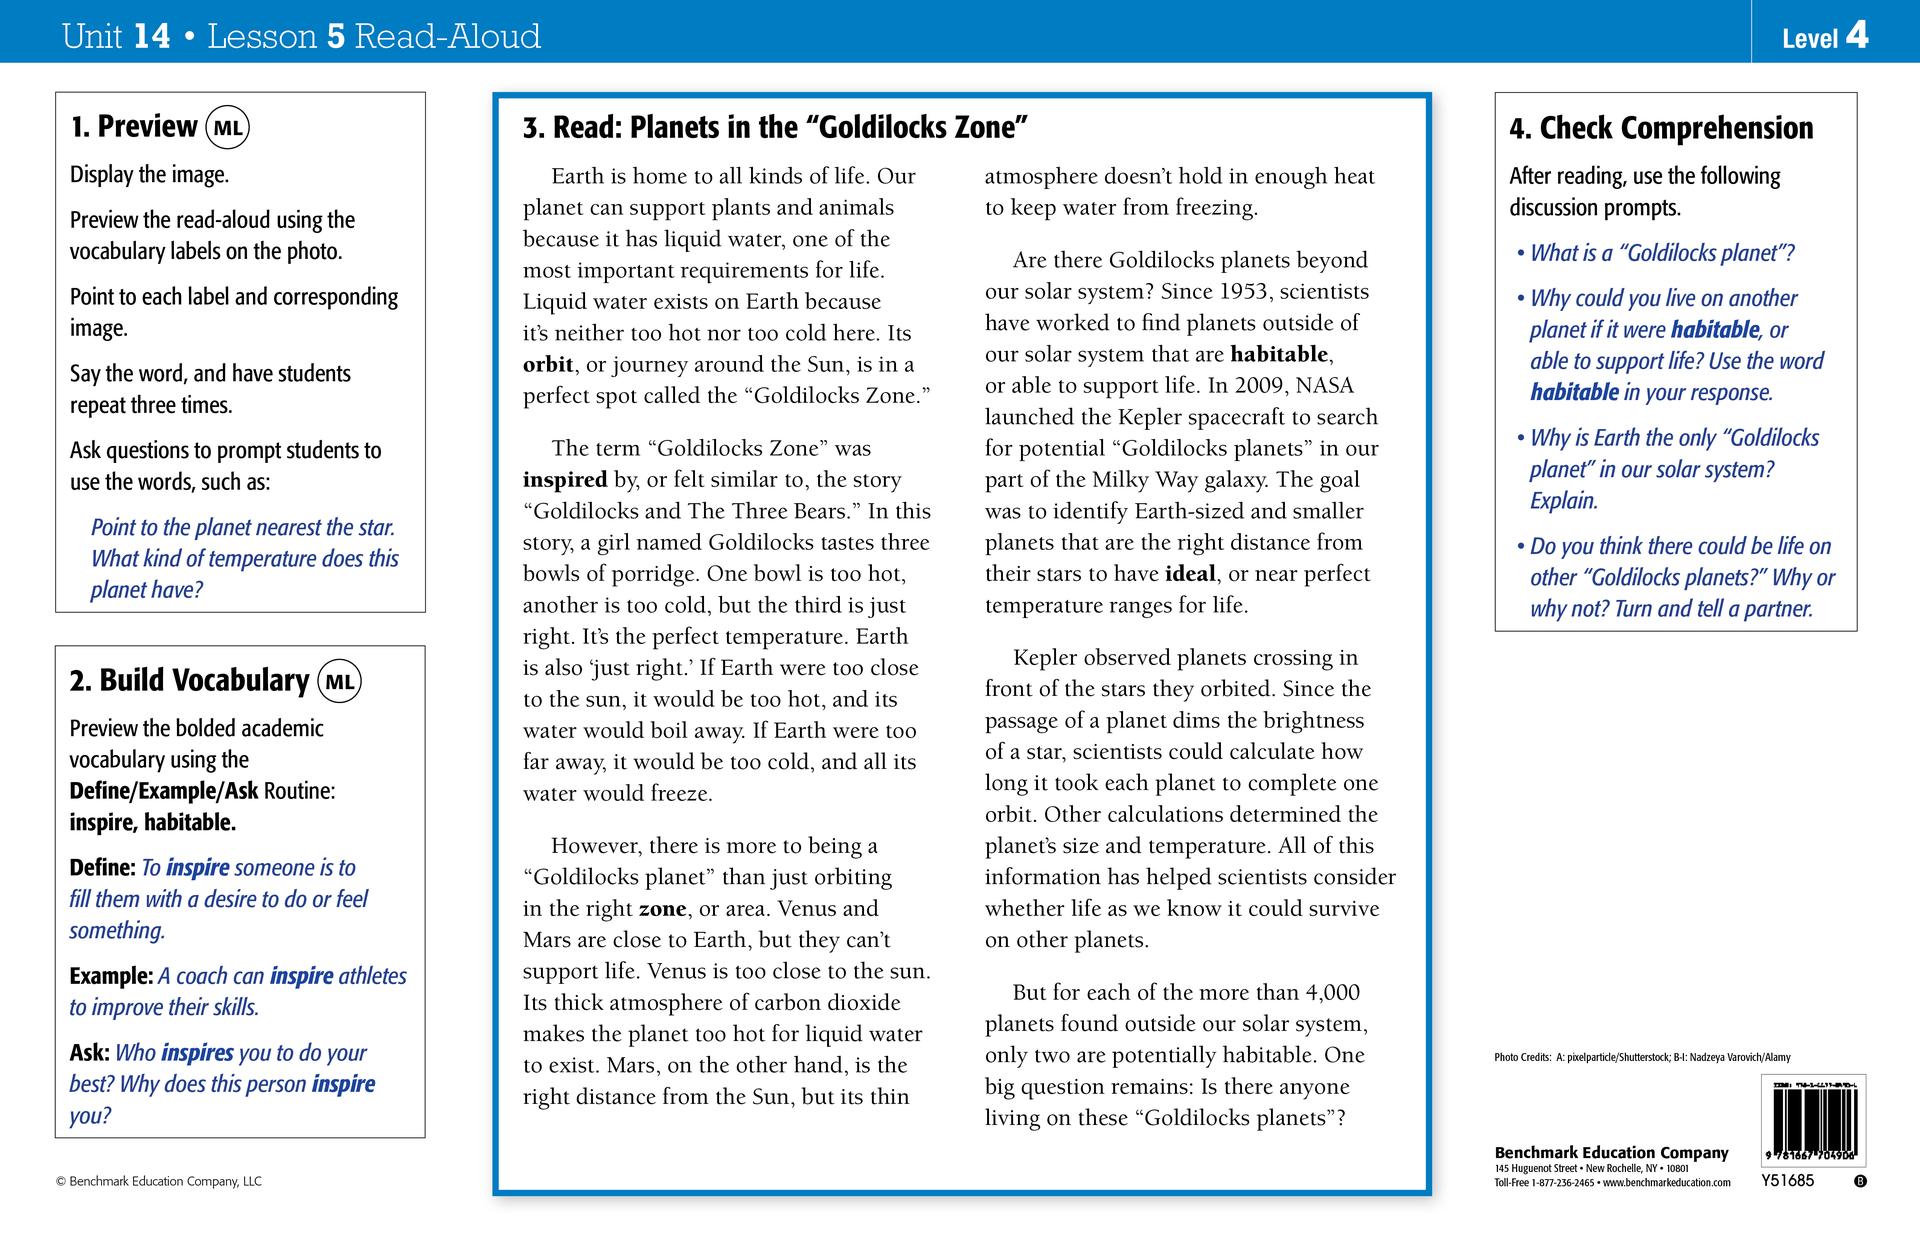 Unit 14 • Lesson 5 Read-Aloud
Level 4
1. Preview ML
Display the image.
Preview the read-aloud using the
vocabulary labels on the photo.
Point to each label and corresponding
image.
Say the word, and have students
repeat three times.
Ask questions to prompt students to
use the words, such as:
Point to the planet nearest the star.
What kind of temperature does this
planet have?
2. Build Vocabulary ML
Preview the bolded academic
vocabulary using the
Define/Example/Ask Routine:
inspire, habitable.
Define: To inspire someone is to
fill them with a desire to do or feel
something.
Example: A coach can inspire athletes
to improve their skills.
Ask: Who inspires you to do your
best? Why does this person inspire
you?
© Benchmark Education Company, LLC
3. Read: Planets in the “Goldilocks Zone”
Earth is home to all kinds of life. Our
planet can support plants and animals
because it has liquid water, one of the
most important requirements for life.
Liquid water exists on Earth because
it’s neither too hot nor too cold here. Its
orbit, or journey around the Sun, is in a
perfect spot called the “Goldilocks Zone.”
The term “Goldilocks Zone” was
inspired by, or felt similar to, the story
“Goldilocks and The Three Bears.” In this
story, a girl named Goldilocks tastes three
bowls of porridge. One bowl is too hot,
another is too cold, but the third is just
right. It’s the perfect temperature. Earth
is also ‘just right.’ If Earth were too close
to the sun, it would be too hot, and its
water would boil away. If Earth were too
far away, it would be too cold, and all its
water would freeze.
However, there is more to being a
“Goldilocks planet” than just orbiting
in the right zone, or area. Venus and
Mars are close to Earth, but they can’t
support life. Venus is too close to the sun.
Its thick atmosphere of carbon dioxide
makes the planet too hot for liquid water
to exist. Mars, on the other hand, is the
right distance from the Sun, but its thin
atmosphere doesn’t hold in enough heat
to keep water from freezing.
Are there Goldilocks planets beyond
our solar system? Since 1953, scientists
have worked to find planets outside of
our solar system that are habitable,
or able to support life. In 2009, NASA
launched the Kepler spacecraft to search
for potential “Goldilocks planets” in our
part of the Milky Way galaxy. The goal
was to identify Earth-sized and smaller
planets that are the right distance from
their stars to have ideal, or near perfect
temperature ranges for life.
Kepler observed planets crossing in
front of the stars they orbited. Since the
passage of a planet dims the brightness
of a star, scientists could calculate how
long it took each planet to complete one
orbit. Other calculations determined the
planet’s size and temperature. All of this
information has helped scientists consider
whether life as we know it could survive
on other planets.
But for each of the more than 4,000
planets found outside our solar system,
only two are potentially habitable. One
big question remains: Is there anyone
living on these “Goldilocks planets”?
4. Check Comprehension
After reading, use the following
discussion prompts.
• What is a “Goldilocks planet”?
• Why could you live on another
planet if it were habitable, or
able to support life? Use the word
habitable in your response.
• Why is Earth the only “Goldilocks
planet” in our solar system?
Explain.
• Do you think there could be life on
other “Goldilocks planets?” Why or
why not? Turn and tell a partner.
Photo Credits: A: pixelparticle/Shutterstock; B-I: Nadzeya Varovich/Alamy
Benchmark Education Company
145 Huguenot Street • New Rochelle, NY • 10801
Toll-Free 1-877-236-2465 • www.benchmarkeducation.com
9 781667 704906
Y51685
B